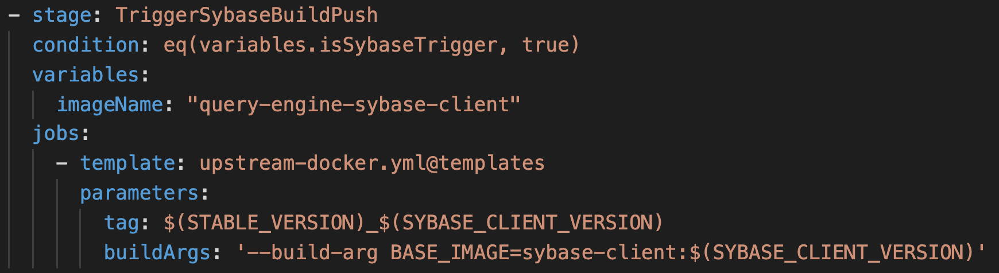 - stage: TriggerSybaseBuildPush
condition: eq(variables.isSybaseTrigger, true)
variables:
imageName: "query-engine-sybase-client"
jobs:
- template: upstream-docker.yml@templates
parameters:
tag: $(STABLE_VERSION)_$(SYBASE_CLIENT_VERSION)
buildArgs: '--build-arg BASE_IMAGE=sybase-client:$(SYBASE_CLIENT_VERSION)'